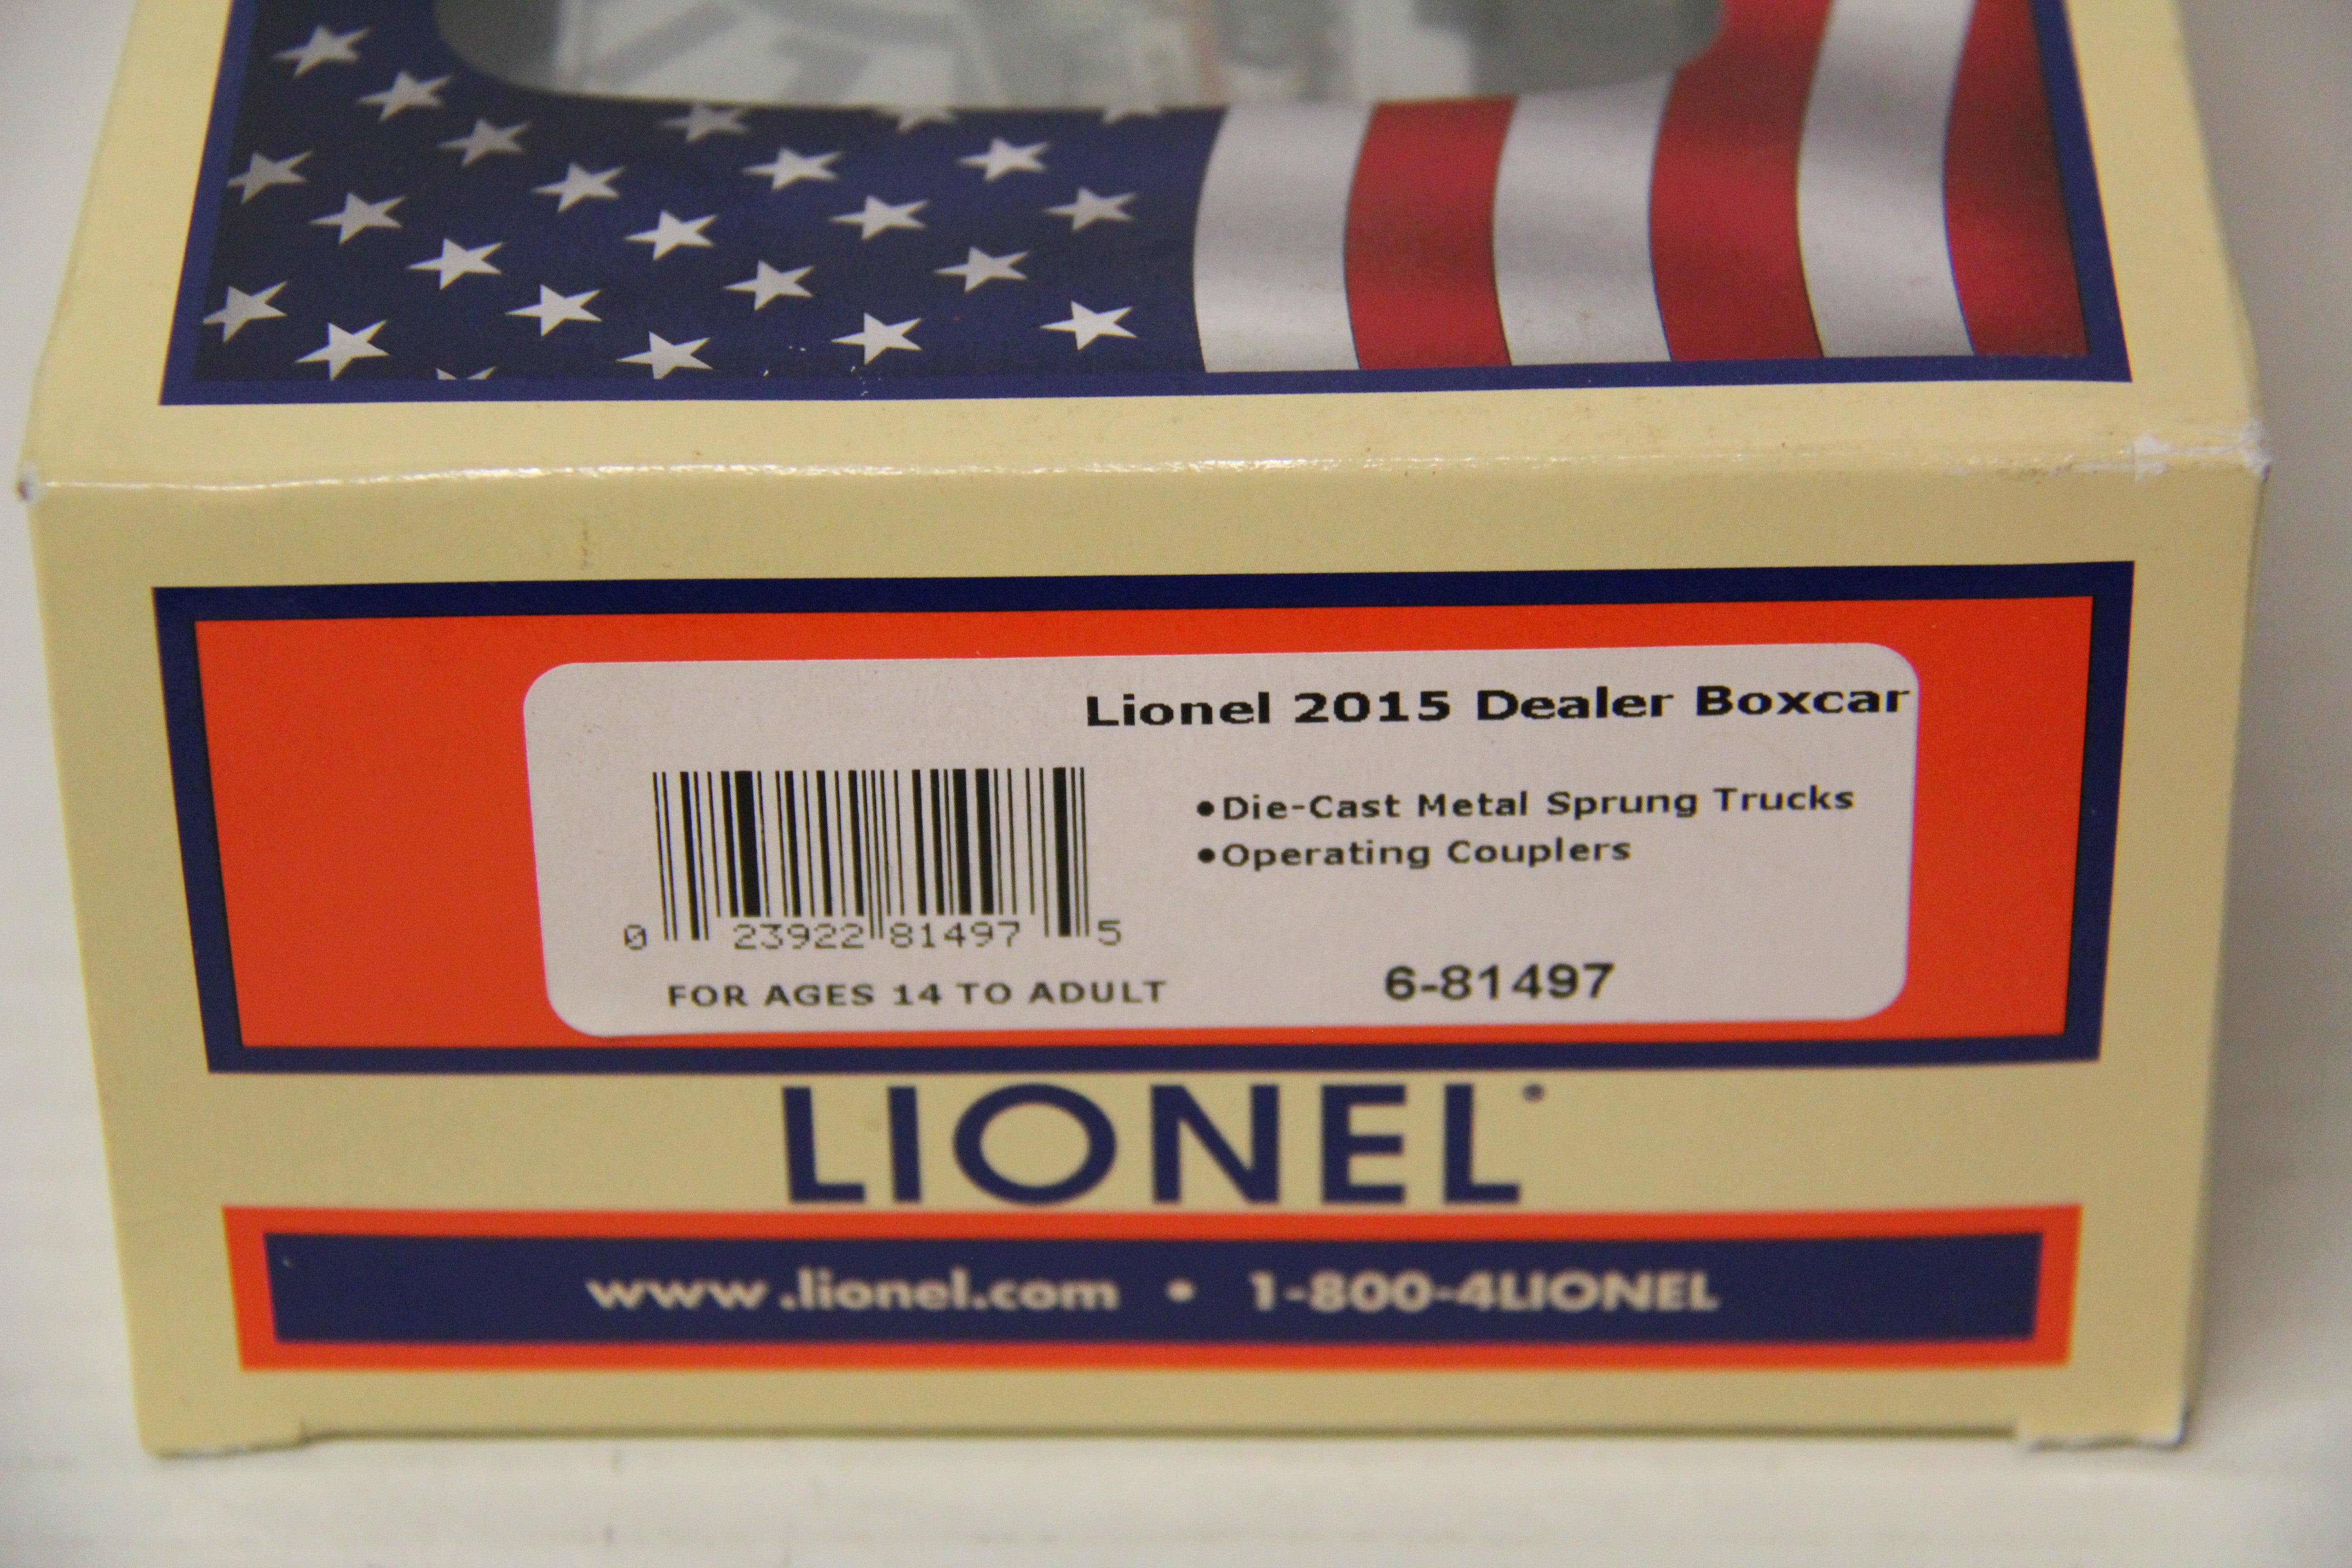 Lionel 2015 Dealer Boxcar
•Die-Cast Metal Sprung Trucks
•Operating Couplers
0 23922 81497 5
FOR AGES 14 TO ADULT
6-81497
LIONEL®
www.lionel.com • 1-800-4LIONEL